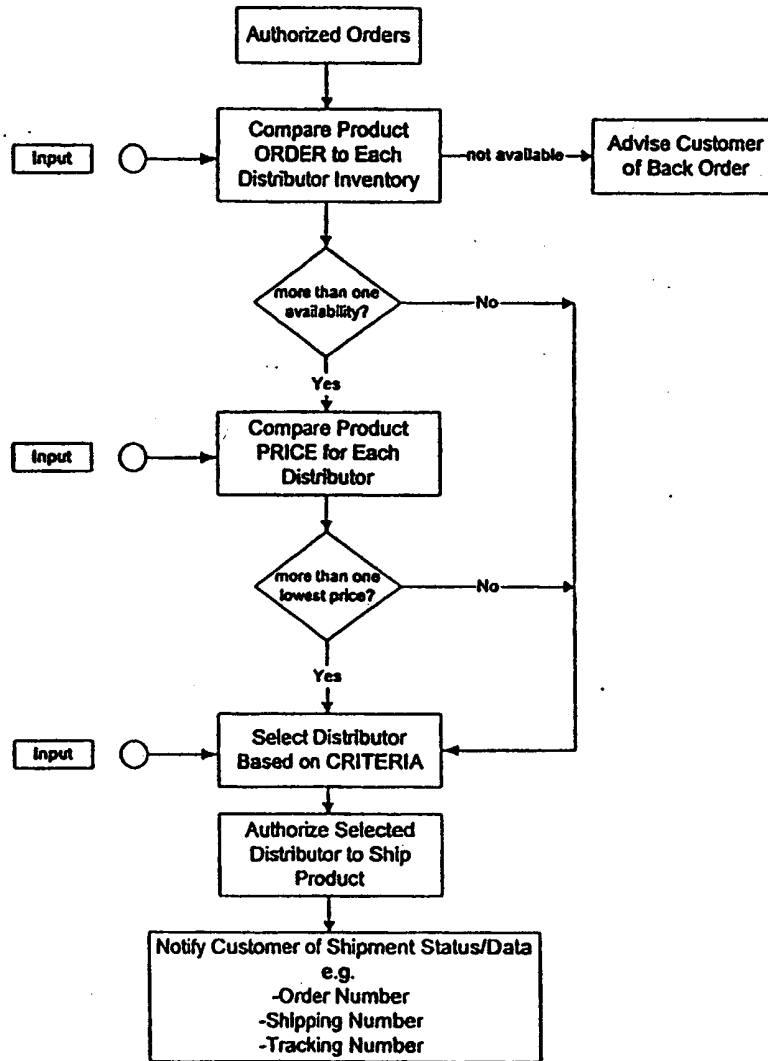 Authorized Orders
Input
Compare Product
ORDER to Each
Distributor Inventory
not available
Advise Customer
of Back Order
more than one
availability?
No
Yes
Input
Compare Product
PRICE for Each
Distributor
more than one
lowest price?
No
Yes
Input
Select Distributor
Based on CRITERIA
Authorize Selected
Distributor to Ship
Product
Notify Customer of Shipment Status/Data
e.g.
-Order Number
-Shipping Number
-Tracking Number